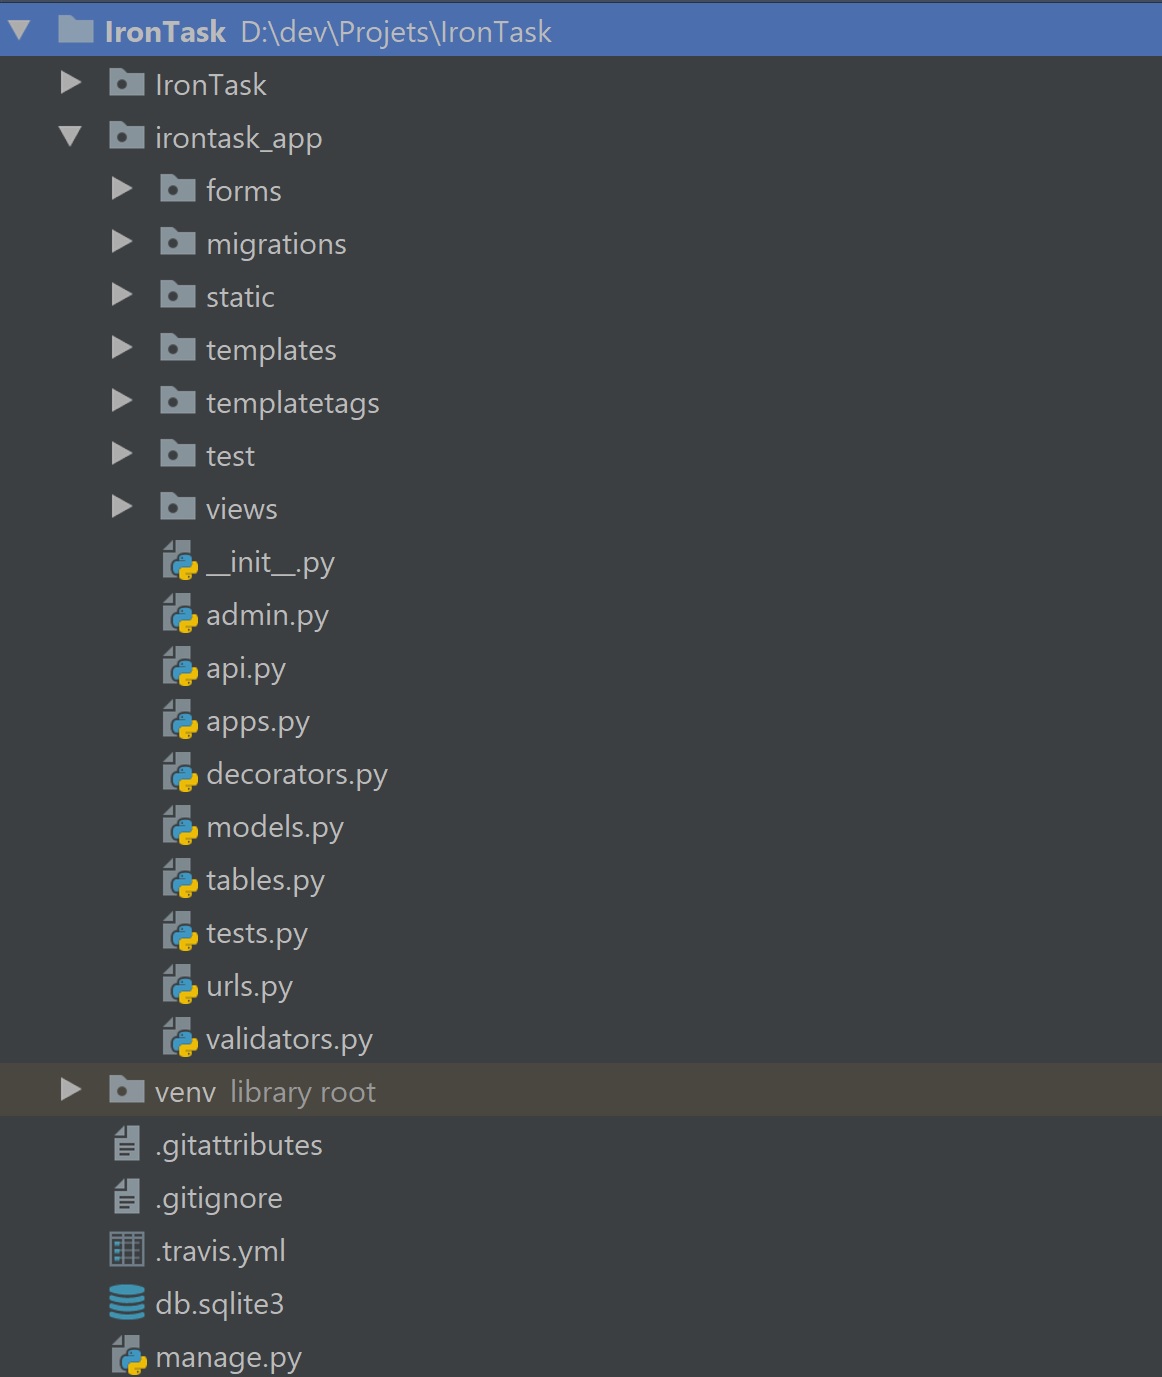 IronTask D:\dev\Projets\IronTask
IronTask
irontask_app
forms
migrations
static
templates
templatetags
test
views
__init__.py
admin.py
api.py
apps.py
decorators.py
models.py
tables.py
tests.py
urls.py
validators.py
venv library root
.gitattributes
.gitignore
.travis.yml
db.sqlite3
manage.py